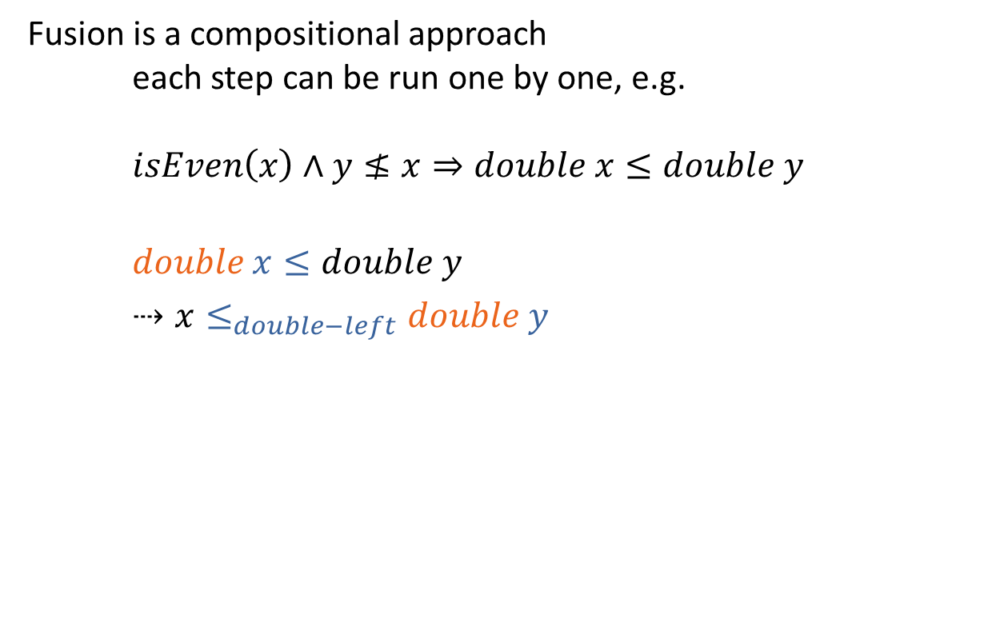 Fusion is a compositional approach
each step can be run one by one, e.g.
isEven(x) ∧ y ≰ x ⇒ double x ≤ double y
double x ≤ double y
⇢ x ≤double−left double y